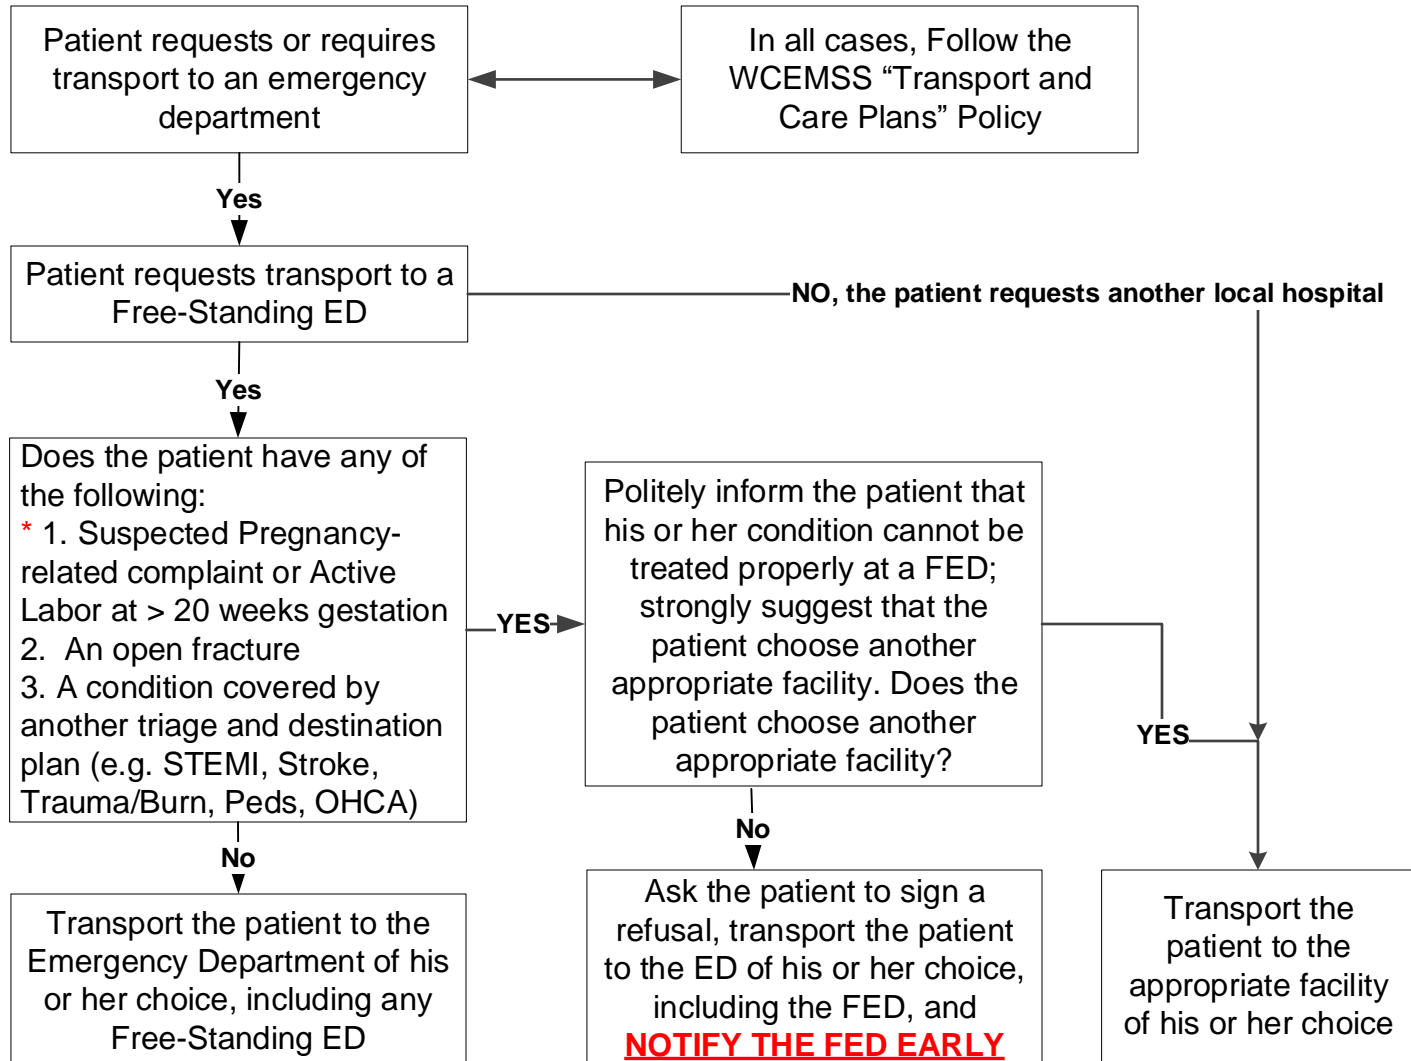 Patient requests or requires
transport to an emergency
department
In all cases, Follow the
WCEMSS “Transport and
Care Plans” Policy
Yes
Patient requests transport to a
Free-Standing ED
NO, the patient requests another local hospital
Yes
Does the patient have any of
the following:
* 1. Suspected Pregnancy-
related complaint or Active
Labor at > 20 weeks gestation
2. An open fracture
3. A condition covered by
another triage and destination
plan (e.g. STEMI, Stroke,
Trauma/Burn, Peds, OHCA)
YES
Politely inform the patient that
his or her condition cannot be
treated properly at a FED;
strongly suggest that the
patient choose another
appropriate facility. Does the
patient choose another
appropriate facility?
YES
No
No
Transport the patient to the
Emergency Department of his
or her choice, including any
Free-Standing ED
Ask the patient to sign a
refusal, transport the patient
to the ED of his or her choice,
including the FED, and
NOTIFY THE FED EARLY
Transport the
patient to the
appropriate facility
of his or her choice